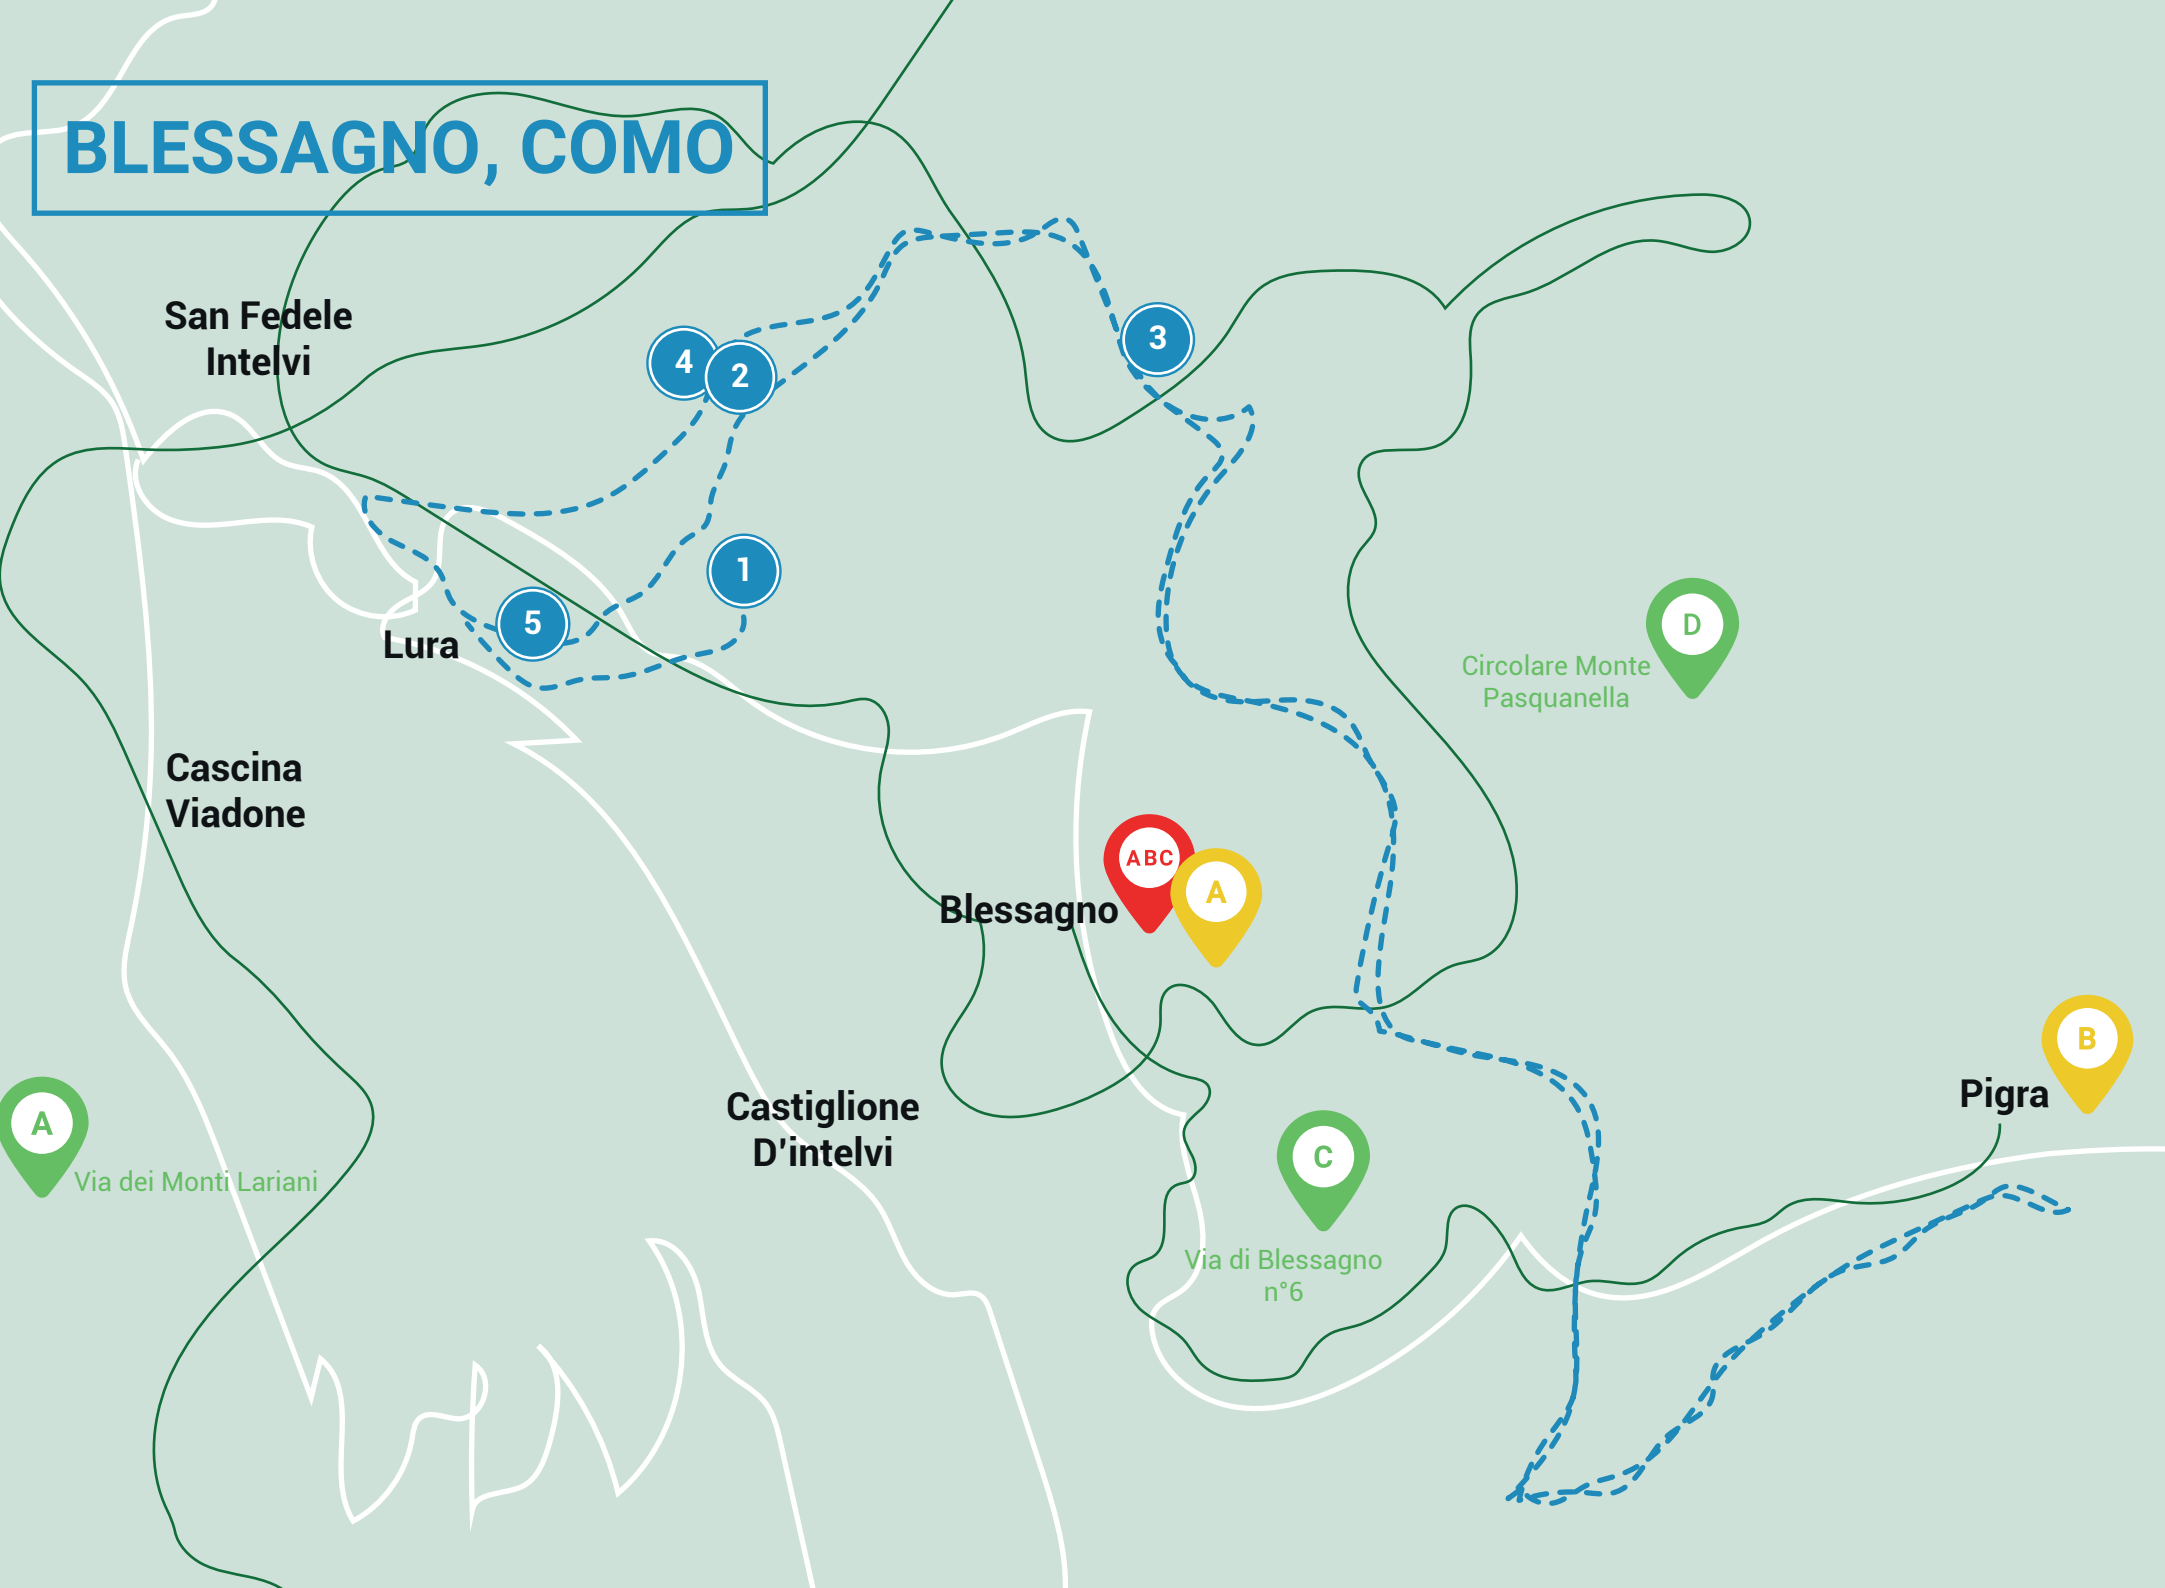 BLESSAGNO, COMO
San Fedele
Intelvi
4
2
3
1
5
Lura
Circolare Monte
Pasquanella
D
Cascina
Viadone
ABC
A
Blessagno
B
Pigra
Castiglione
D'intelvi
A
Via dei Monti Lariani
C
Via di Blessagno
n°6